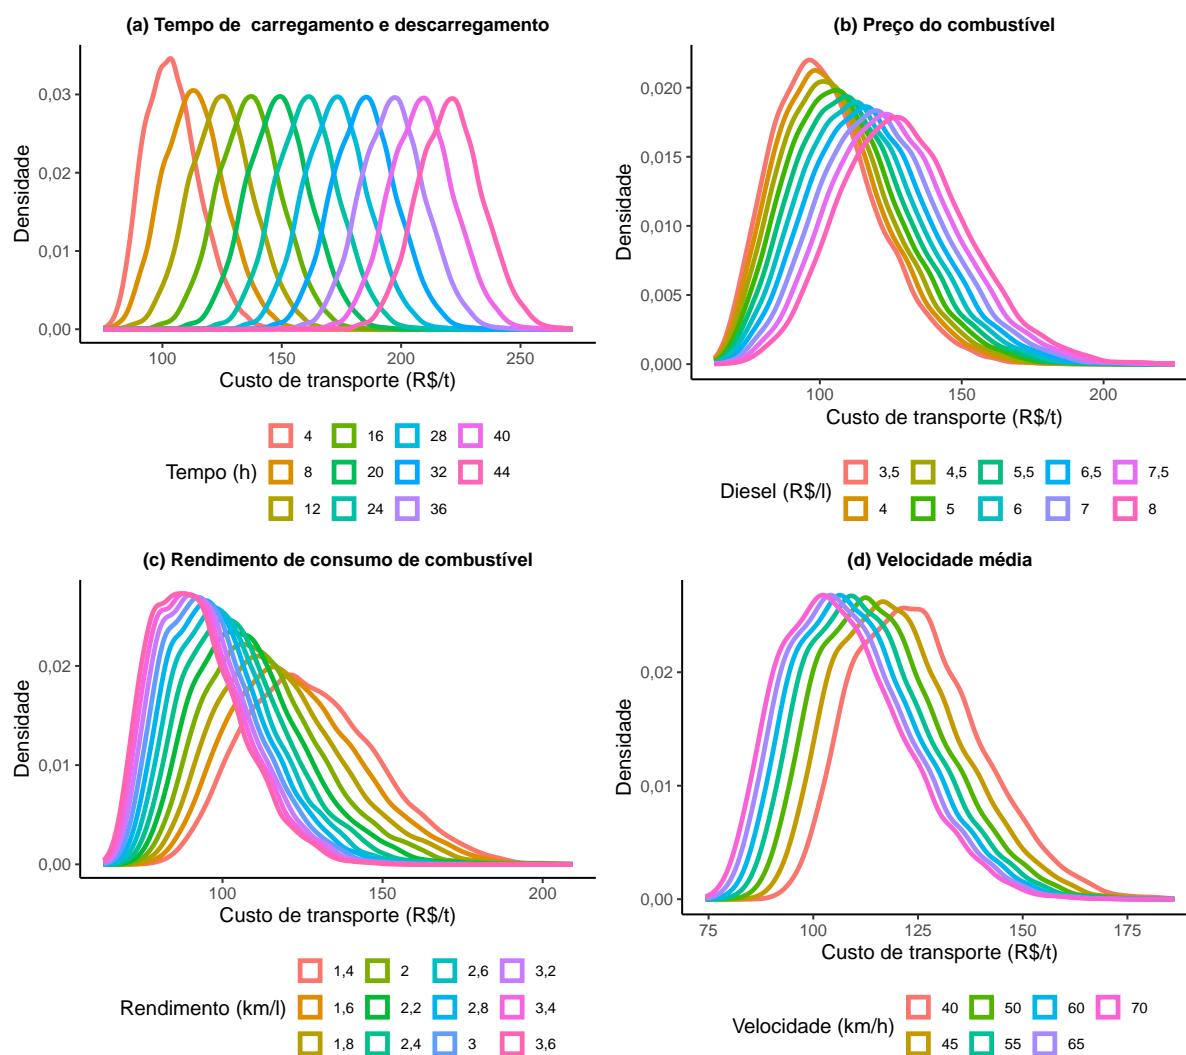 (a) Tempo de  carregamento e descarregamento
Densidade
0,03
0,02
0,01
0,00
100 150 200 250
Custo de transporte (R$/t)
Tempo (h)
4 16 28 40
8 20 32 44
12 24 36
(b) Preço do combustível
Densidade
0,020
0,015
0,010
0,005
0,000
100 150 200
Custo de transporte (R$/t)
Diesel (R$/l)
3,5 4,5 5,5 6,5 7,5
4 5 6 7 8
(c) Rendimento de consumo de combustível
Densidade
0,02
0,01
0,00
100 150 200
Custo de transporte (R$/t)
Rendimento (km/l)
1,4 2 2,6 3,2
1,6 2,2 2,8 3,4
1,8 2,4 3 3,6
(d) Velocidade média
Densidade
0,02
0,01
0,00
75 100 125 150 175
Custo de transporte (R$/t)
Velocidade (km/h)
40 50 60 70
45 55 65